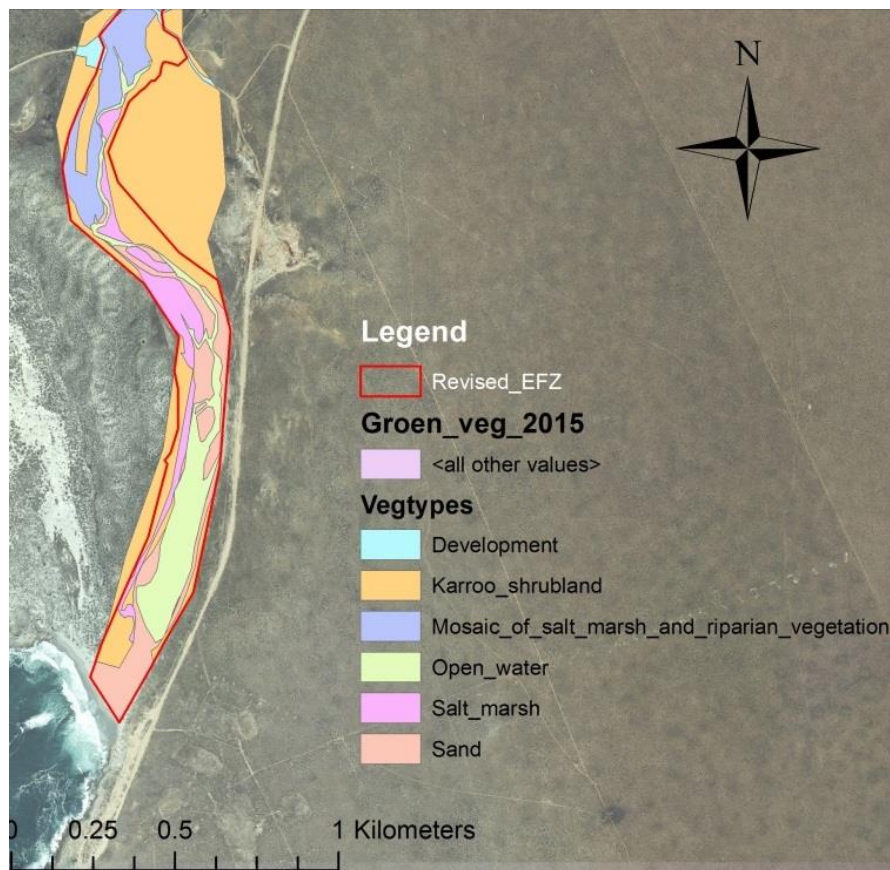 N
Legend
Revised_EFZ
Groen_veg_2015
<all other values>
Vegtypes
Development
Karroo_shrubland
Mosaic_of_salt_marsh_and_riparian_vegetation
Open_water
Salt_marsh
Sand
0 0.25 0.5 1 Kilometers